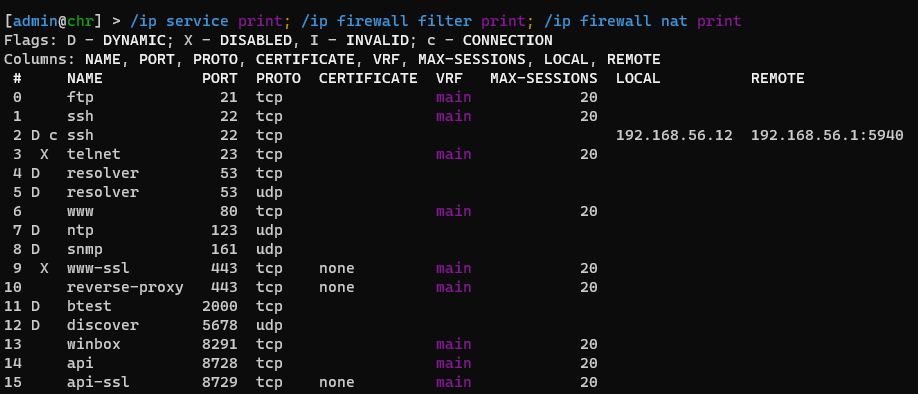 [admin@chr] > /ip service print; /ip firewall filter print; /ip firewall nat print
Flags: D - DYNAMIC; X - DISABLED, I - INVALID; c - CONNECTION
Columns: NAME, PORT, PROTO, CERTIFICATE, VRF, MAX-SESSIONS, LOCAL, REMOTE
 #     NAME           PORT  PROTO  CERTIFICATE  VRF   MAX-SESSIONS  LOCAL          REMOTE
 0     ftp              21  tcp                 main            20
 1     ssh              22  tcp                 main            20
 2 D c ssh              22  tcp                                     192.168.56.12  192.168.56.1:5940
 3  X  telnet           23  tcp                 main            20
 4 D   resolver         53  tcp
 5 D   resolver         53  udp
 6     www              80  tcp                 main            20
 7 D   ntp             123  udp
 8 D   snmp            161  udp
 9  X  www-ssl         443  tcp    none         main            20
10     reverse-proxy   443  tcp    none         main            20
11 D   btest          2000  tcp
12 D   discover       5678  udp
13     winbox         8291  tcp                 main            20
14     api            8728  tcp                 main            20
15     api-ssl        8729  tcp    none         main            20